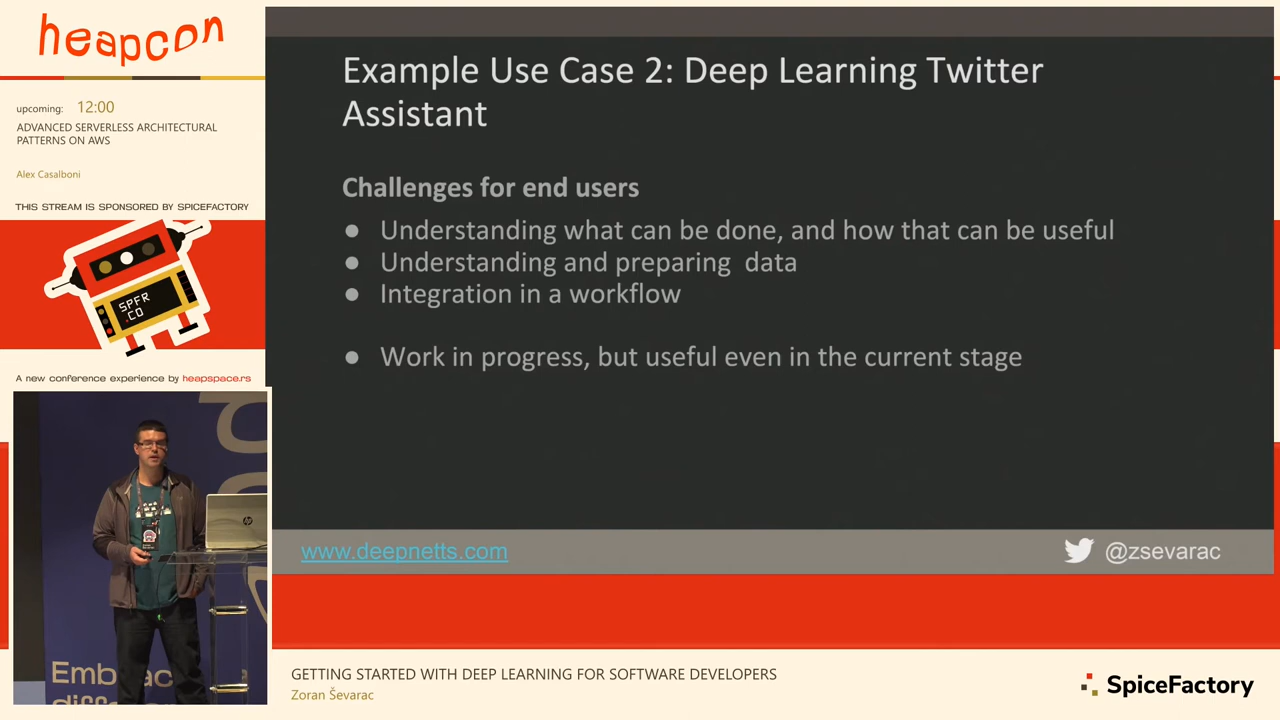 heapcon
upcoming: 12:00
ADVANCED SERVERLESS ARCHITECTURAL
PATTERNS ON AWS
Alex Casalboni
THIS STREAM IS SPONSORED BY SPICEFACTORY
SPFR
.CO
A new conference experience by heapspace.rs
Example Use Case 2: Deep Learning Twitter
Assistant
Challenges for end users
● Understanding what can be done, and how that can be useful
● Understanding and preparing data
● Integration in a workflow
● Work in progress, but useful even in the current stage
www.deepnetts.com
@zsevarac
hp
Embrac
differ
GETTING STARTED WITH DEEP LEARNING FOR SOFTWARE DEVELOPERS
Zoran Ševarac
SpiceFactory